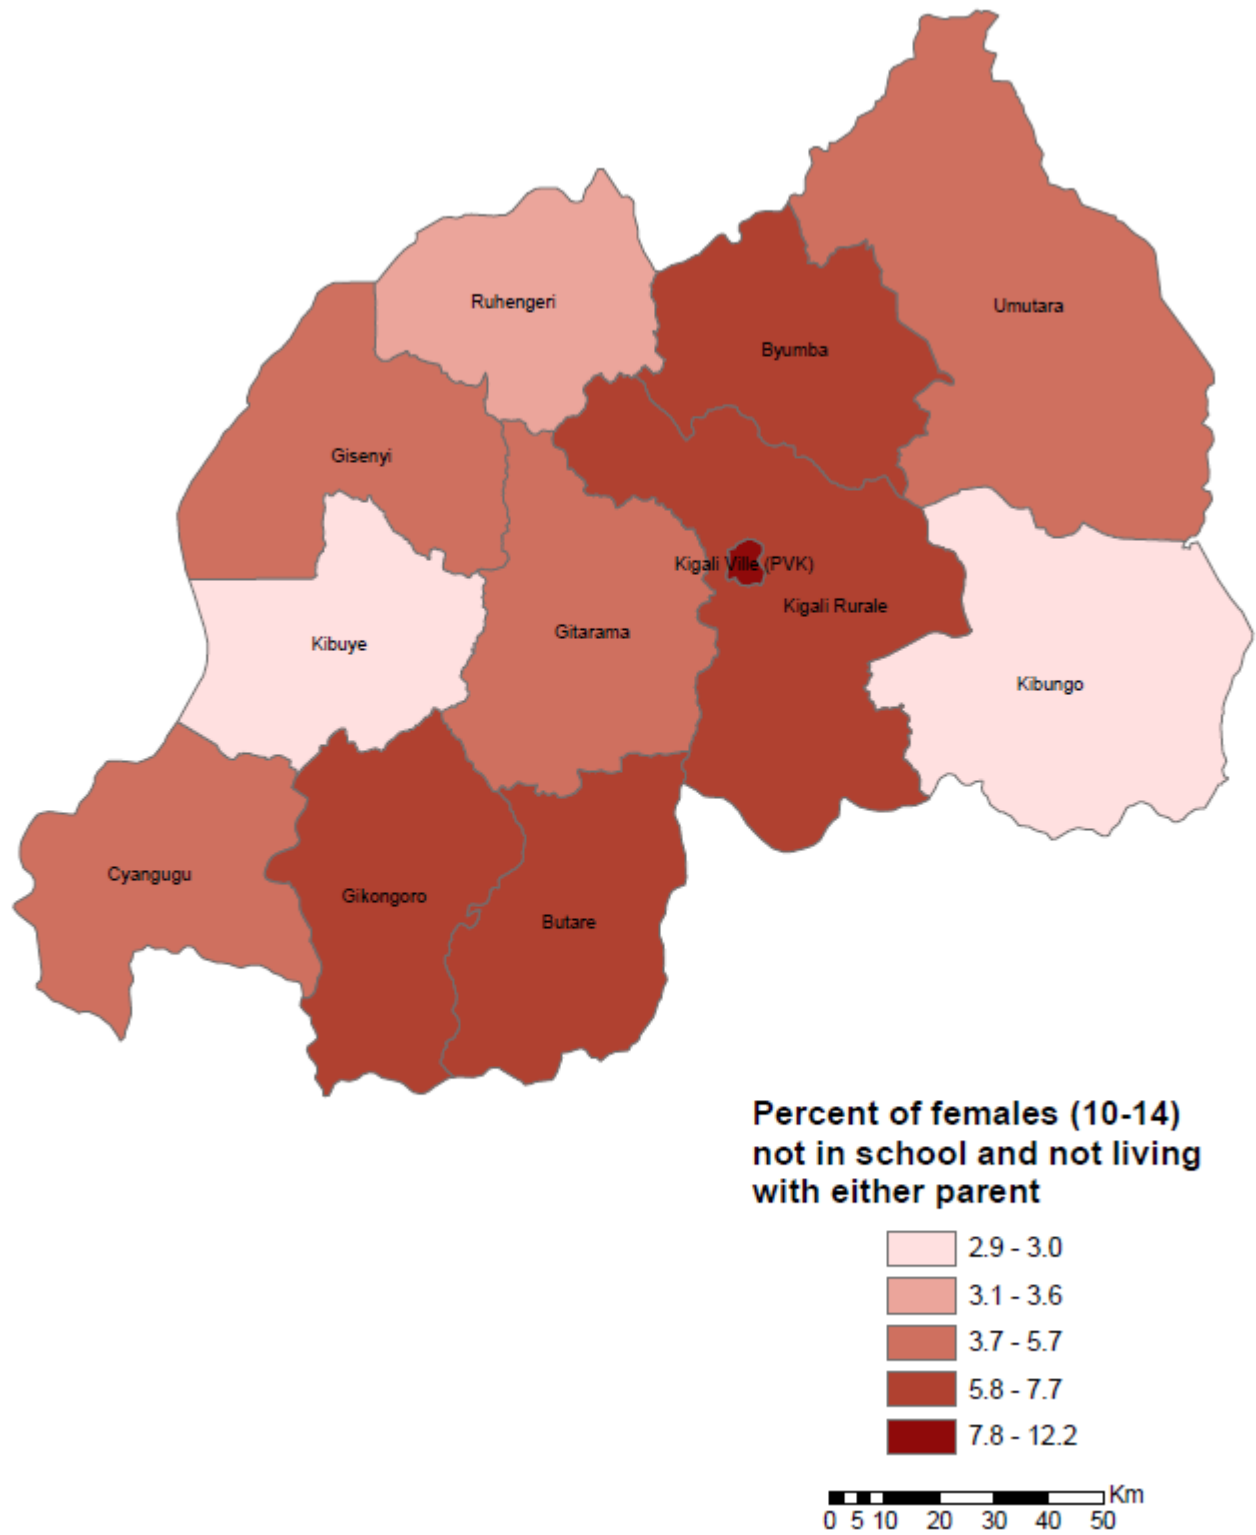 Ruhengeri
Umutara
Byumba
Gisenyi
Kigali Ville (PVK)
Kigali Rurale
Gitarama
Kibuye
Kibungo
Cyangugu
Gikongoro
Butare
Percent of females (10-14)
not in school and not living
with either parent
2.9 - 3.0
3.1 - 3.6
3.7 - 5.7
5.8 - 7.7
7.8 - 12.2
Km
0 5 10 20 30 40 50